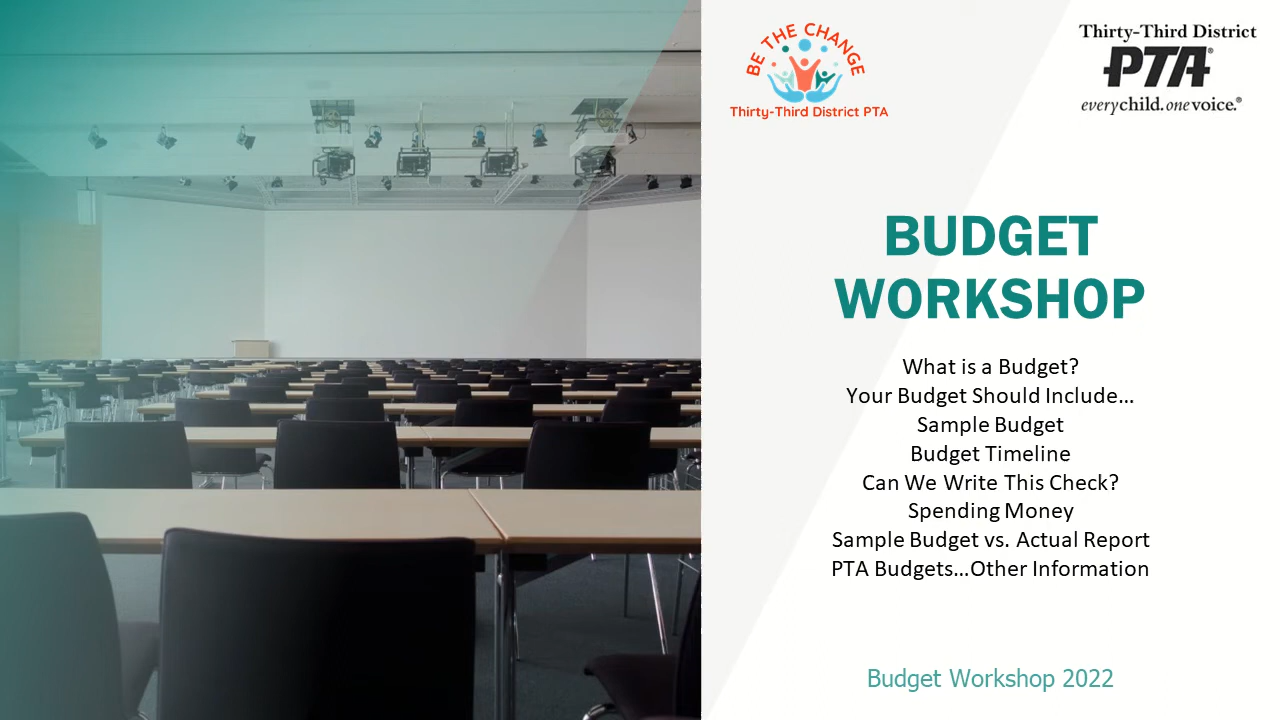 BE THE CHANGE
Thirty-Third District PTA
Thirty-Third District
PTA®
everychild.onevoice.®
BUDGET
WORKSHOP
What is a Budget?
Your Budget Should Include…
Sample Budget
Budget Timeline
Can We Write This Check?
Spending Money
Sample Budget vs. Actual Report
PTA Budgets…Other Information
Budget Workshop 2022